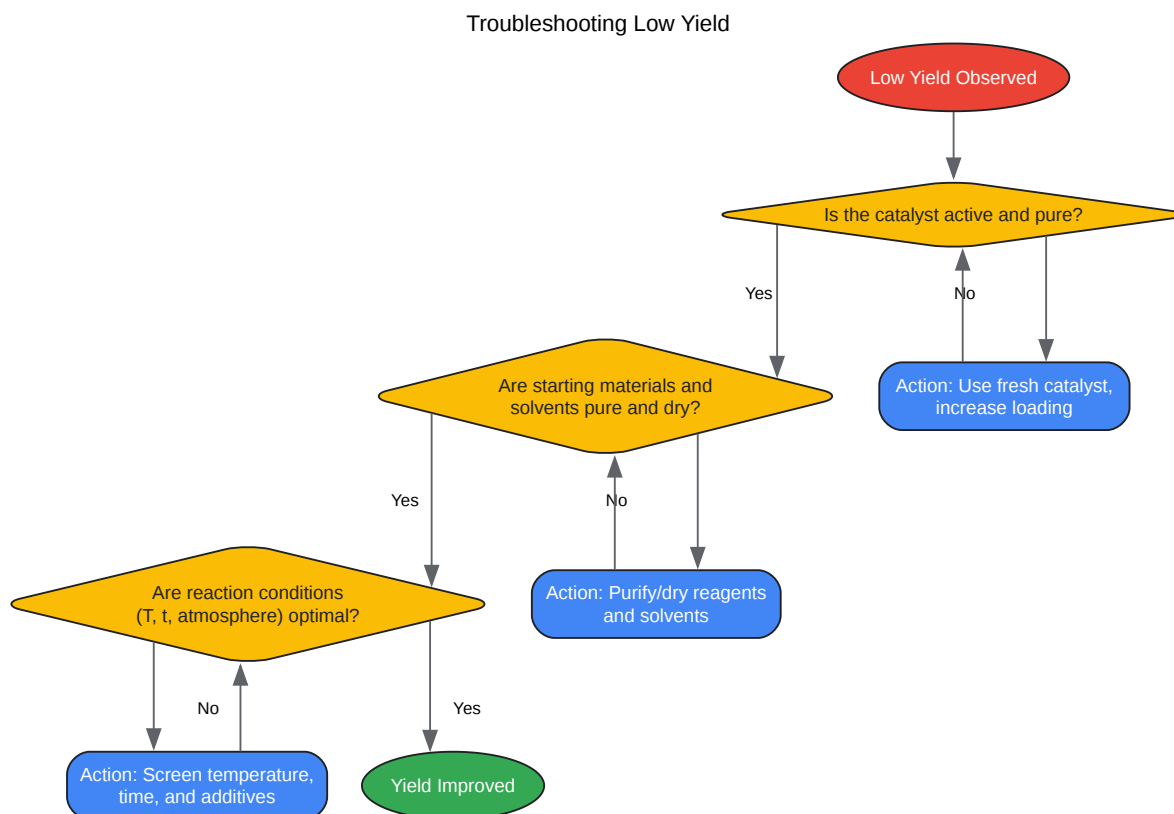 Troubleshooting Low Yield
Low Yield Observed
Is the catalyst active and pure?
Yes
No
Action: Use fresh catalyst,
increase loading
Are starting materials and
solvents pure and dry?
Yes
No
Action: Purify/dry reagents
and solvents
Are reaction conditions
(T, t, atmosphere) optimal?
No
Yes
Action: Screen temperature,
time, and additives
Yield Improved